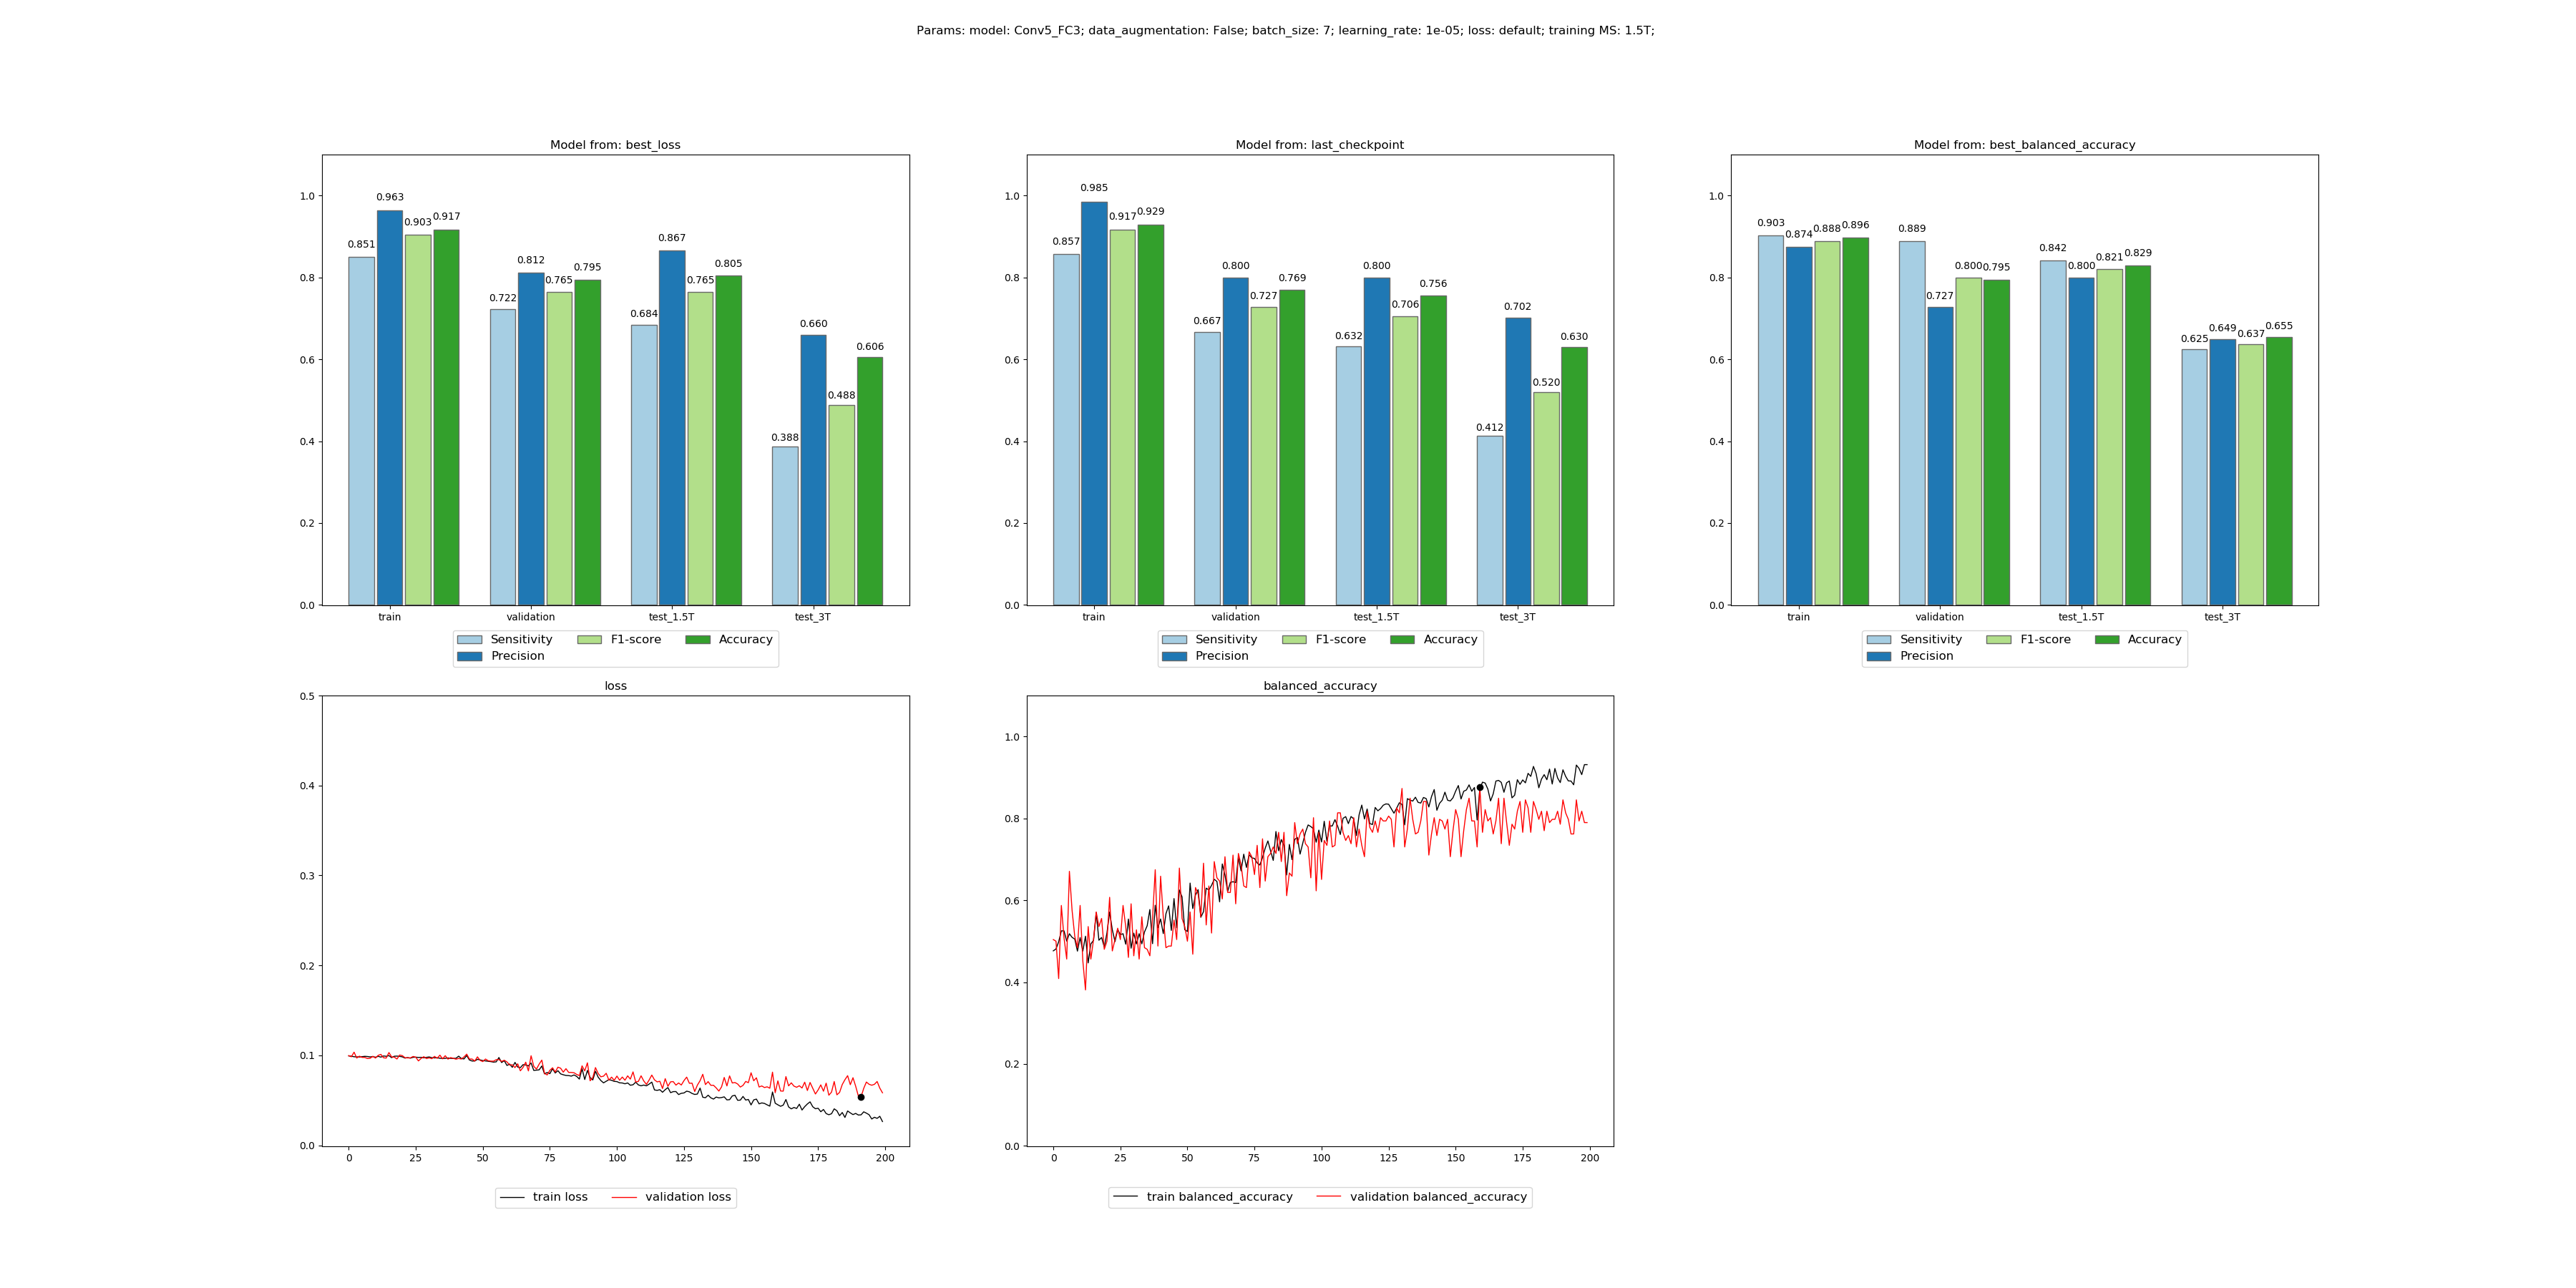 Params: model: Conv5_FC3; data_augmentation: False; batch_size: 7; learning_rate: 1e-05; loss: default; training MS: 1.5T;
Model from: best_loss
1.0
0.8
0.6
0.4
0.2
0.0
0.851
0.963
0.903
0.917
0.722
0.812
0.765
0.795
0.684
0.867
0.765
0.805
0.388
0.660
0.488
0.606
train
validation
test_1.5T
test_3T
Sensitivity
Precision
F1-score
Accuracy
Model from: last_checkpoint
1.0
0.8
0.6
0.4
0.2
0.0
0.857
0.985
0.917
0.929
0.667
0.800
0.727
0.769
0.632
0.800
0.706
0.756
0.412
0.702
0.520
0.630
train
validation
test_1.5T
test_3T
Sensitivity
Precision
F1-score
Accuracy
Model from: best_balanced_accuracy
1.0
0.8
0.6
0.4
0.2
0.0
0.903
0.874
0.888
0.896
0.889
0.727
0.800
0.795
0.842
0.800
0.821
0.829
0.625
0.649
0.637
0.655
train
validation
test_1.5T
test_3T
Sensitivity
Precision
F1-score
Accuracy
loss
0.5
0.4
0.3
0.2
0.1
0.0
0 25 50 75 100 125 150 175 200
train loss
validation loss
balanced_accuracy
1.0
0.8
0.6
0.4
0.2
0.0
0 25 50 75 100 125 150 175 200
train balanced_accuracy
validation balanced_accuracy